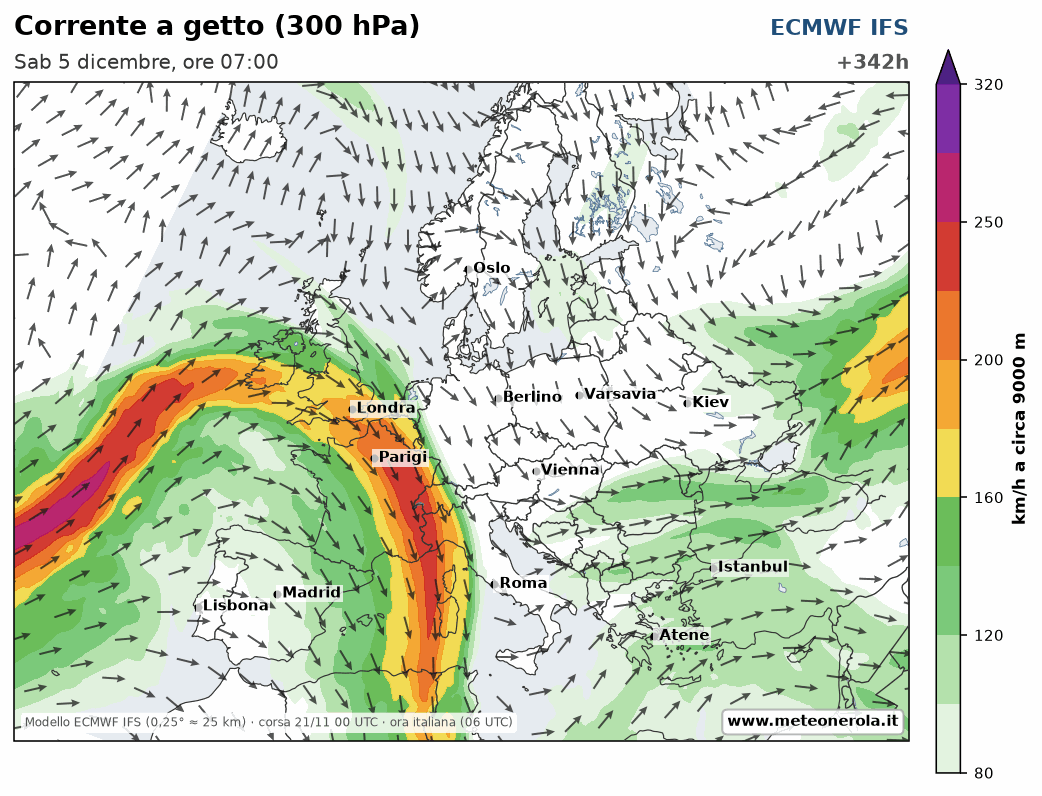 Corrente a getto (300 hPa)
ECMWF IFS
Sab 5 dicembre, ore 07:00
+342h
320
250
200
160
120
80
km/h a circa 9000 m
Oslo
Londra
Berlino
Varsavia
Kiev
Parigi
Vienna
Istanbul
Roma
Madrid
Lisbona
Atene
Modello ECMWF IFS (0,25° ≈ 25 km) · corsa 21/11 00 UTC · ora italiana (06 UTC)
www.meteonerola.it